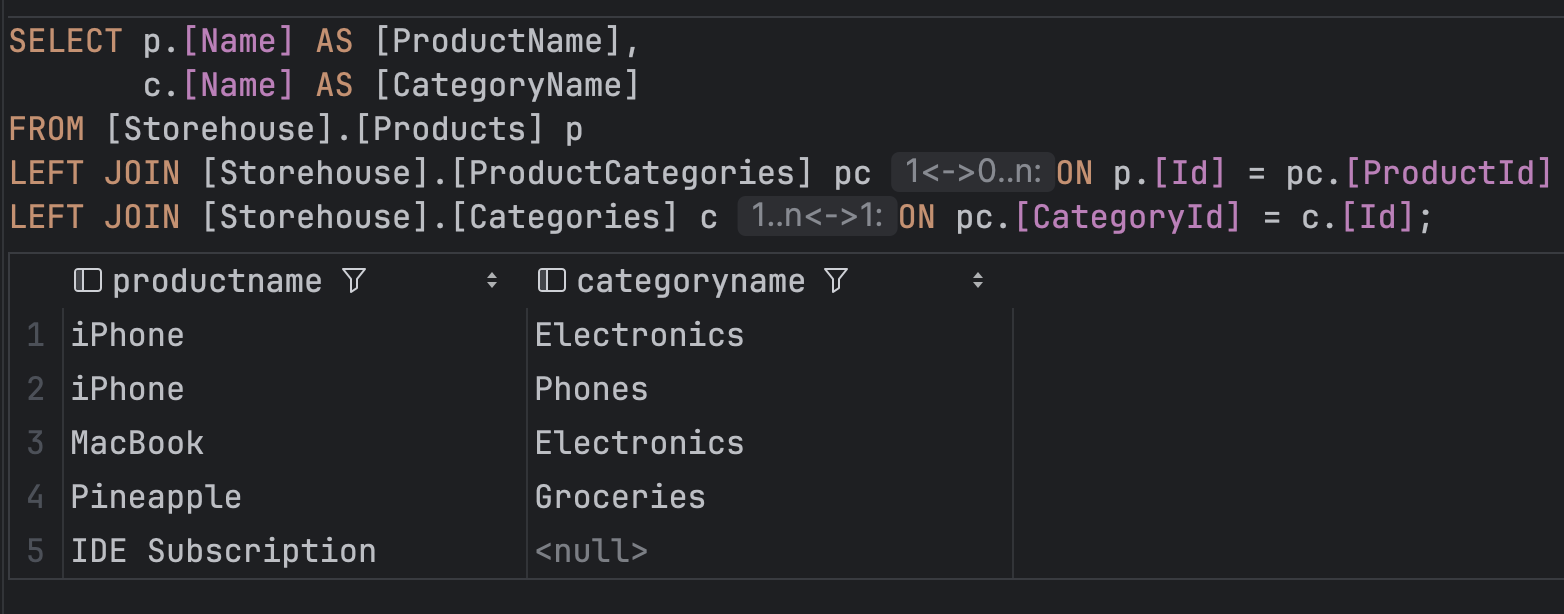 SELECT p.[Name] AS [ProductName],
       c.[Name] AS [CategoryName]
FROM [Storehouse].[Products] p
LEFT JOIN [Storehouse].[ProductCategories] pc 1<->0..n: ON p.[Id] = pc.[ProductId]
LEFT JOIN [Storehouse].[Categories] c 1..n<->1: ON pc.[CategoryId] = c.[Id];
productname categoryname
1 iPhone Electronics
2 iPhone Phones
3 MacBook Electronics
4 Pineapple Groceries
5 IDE Subscription <null>